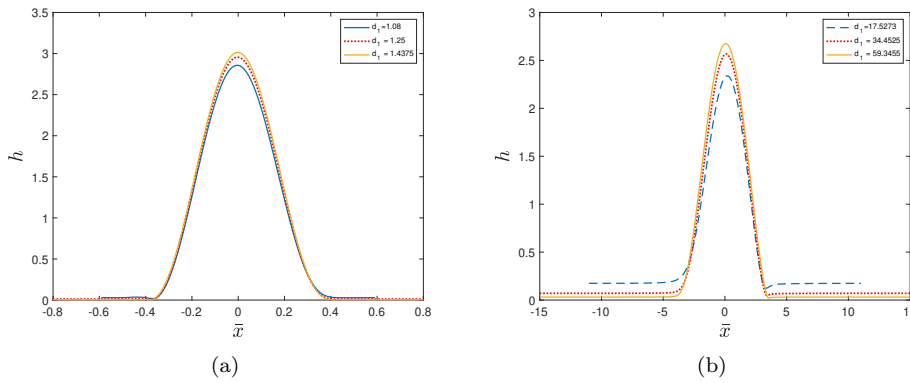 3.5
3
2.5
2
1.5
1
0.5
0
h
-0.8 -0.6 -0.4 -0.2 0 0.2 0.4 0.6 0.8
x̄
d₁=1.08
d₁ = 1.25
d₁ = 1.4375
(a)
3
2.5
2
1.5
1
0.5
0
h
-15 -10 -5 0 5 10 15
x̄
d₁ = 17.5273
d₁ = 34.4525
d₁ = 59.3455
(b)